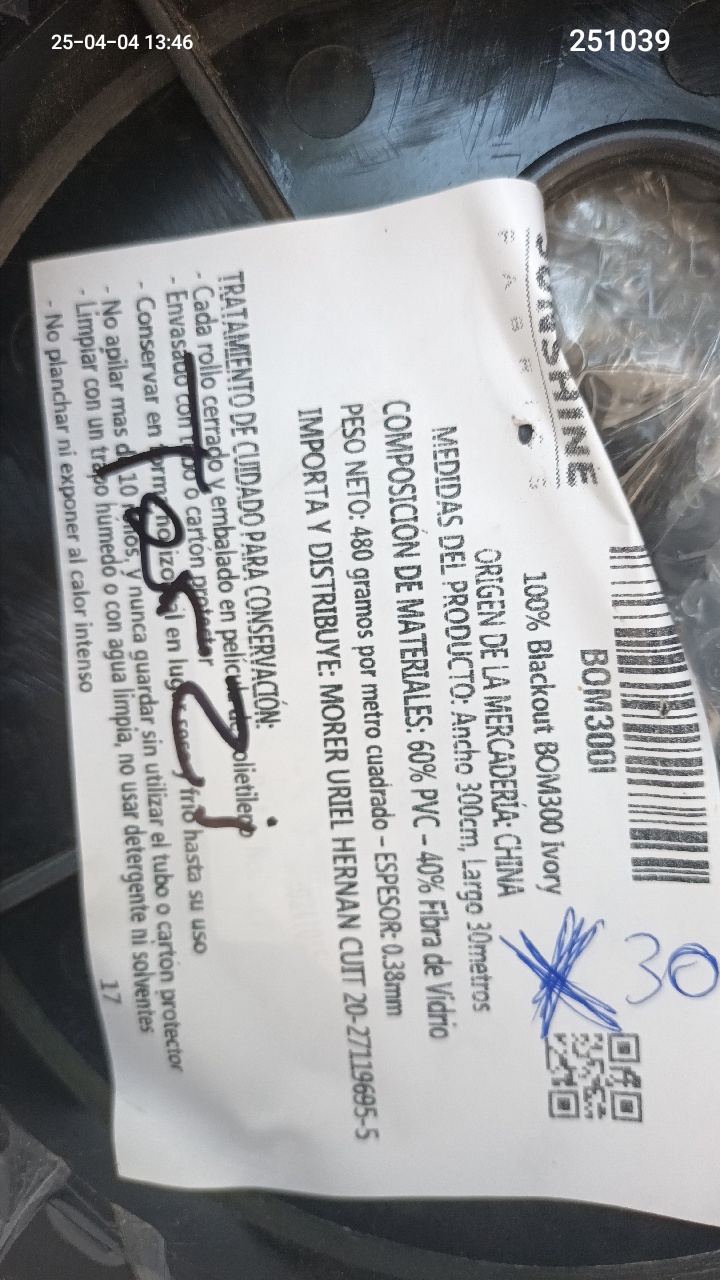 25-04-04 13:46
251039
SUNSHINE
F A B R I C S
BOM300I
30
100% Blackout BOM300 Ivory
ORIGEN DE LA MERCADERÍA: CHINA
MEDIDAS DEL PRODUCTO: Ancho 300cm, Largo 30metros
COMPOSICIÓN DE MATERIALES: 60% PVC – 40% Fibra de Vidrio
PESO NETO: 480 gramos por metro cuadrado – ESPESOR: 0.38mm
IMPORTA Y DISTRIBUYE: MORER URIEL HERNAN CUIT 20-27119695-5
TRATAMIENTO DE CUIDADO PARA CONSERVACIÓN:
- Cada rollo cerrado y embalado en película de polietileno
- Envasado con tubo o cartón protector
- Conservar en forma horizontal en lugar seco y frio hasta su uso
- No apilar mas de 10 y nunca guardar sin utilizar el tubo o cartón protector
- Limpiar con un trapo húmedo o con agua limpia, no usar detergente ni solventes
- No planchar ni exponer al calor intenso
17